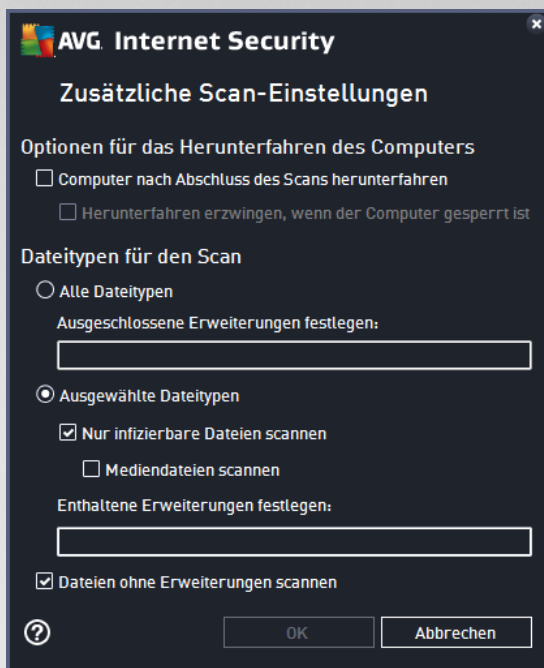 AVG. Internet Security
Zusätzliche Scan-Einstellungen
Optionen für das Herunterfahren des Computers
Computer nach Abschluss des Scans herunterfahren
Herunterfahren erzwingen, wenn der Computer gesperrt ist
Dateitypen für den Scan
Alle Dateitypen
Ausgeschlossene Erweiterungen festlegen:
Ausgewählte Dateitypen
Nur infizierbare Dateien scannen
Mediendateien scannen
Enthaltene Erweiterungen festlegen:
Dateien ohne Erweiterungen scannen
OK
Abbrechen